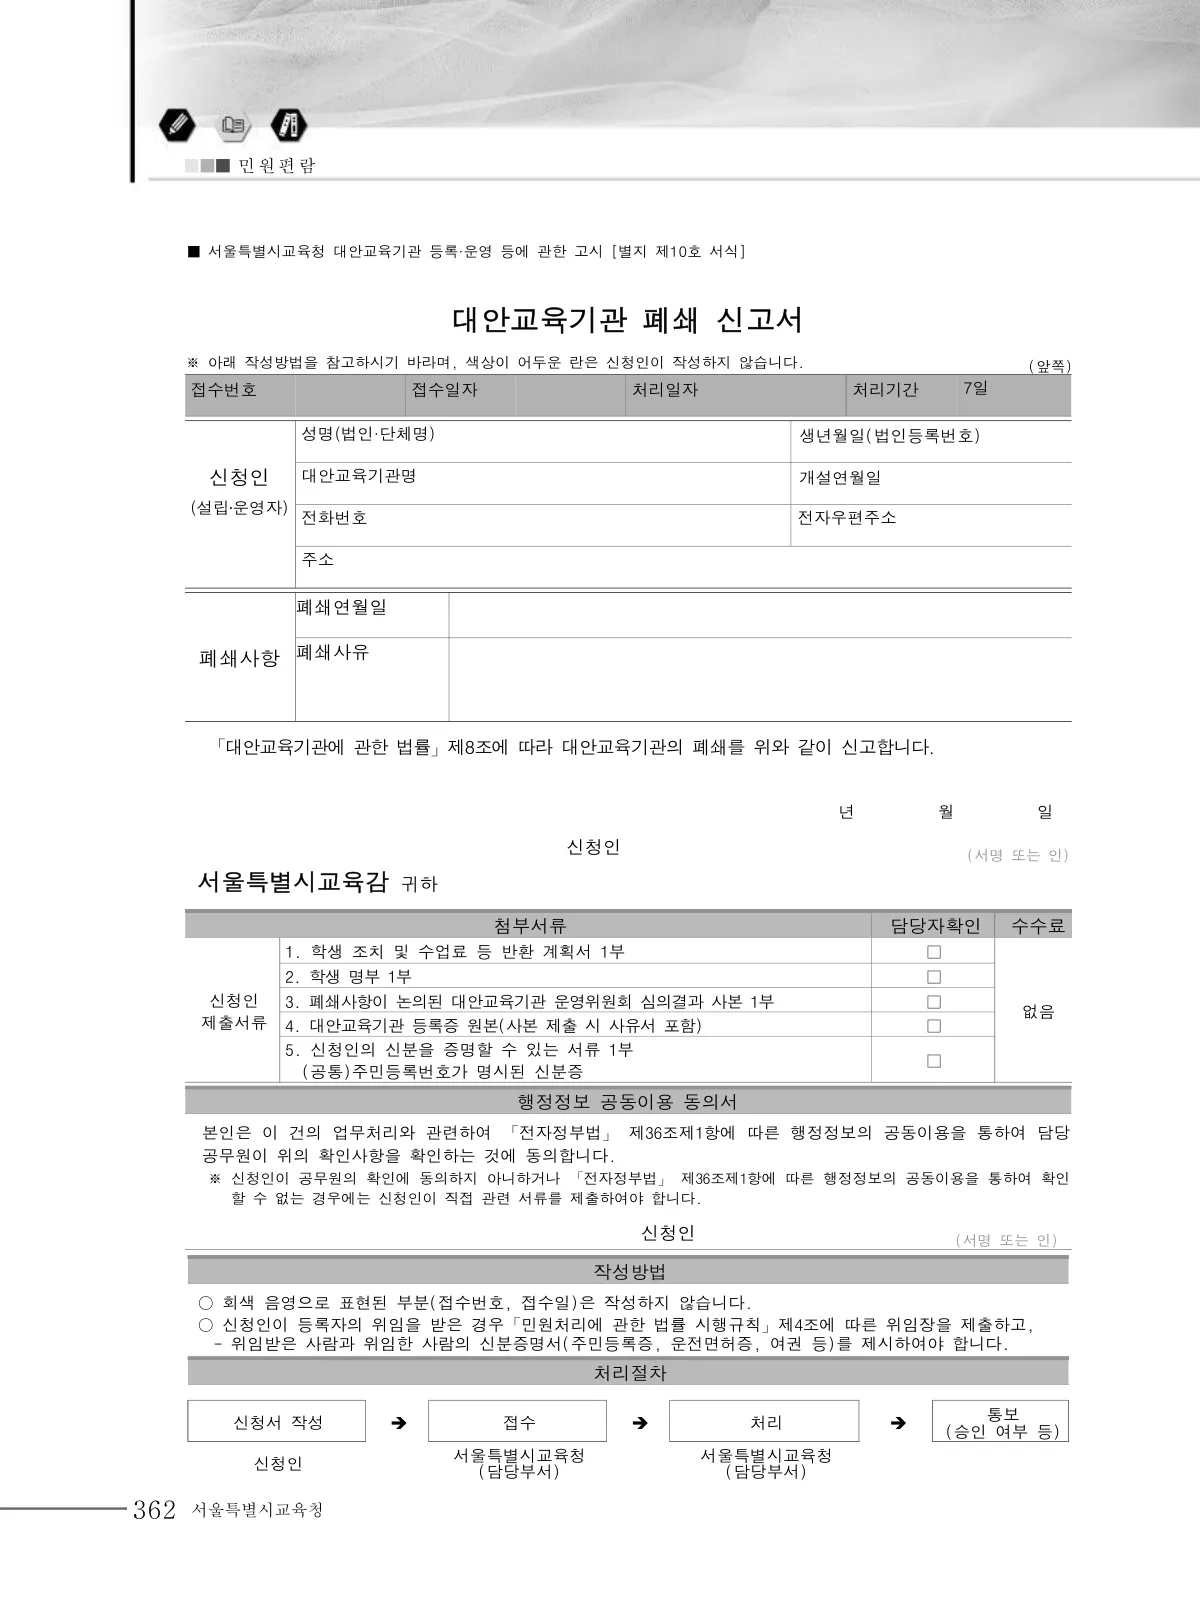 민원편람
■ 서울특별시교육청 대안교육기관 등록·운영 등에 관한 고시 [별지 제10호 서식]
대안교육기관 폐쇄 신고서
※ 아래 작성방법을 참고하시기 바라며, 색상이 어두운 란은 신청인이 작성하지 않습니다. (앞쪽)
접수번호 접수일자 처리일자 처리기간 7일
신청인
(설립·운영자)
성명(법인·단체명) 생년월일(법인등록번호)
대안교육기관명 개설연월일
전화번호 전자우편주소
주소
폐쇄사항
폐쇄연월일
폐쇄사유
「대안교육기관에 관한 법률」제8조에 따라 대안교육기관의 폐쇄를 위와 같이 신고합니다.
년 월 일
신청인 (서명 또는 인)
서울특별시교육감 귀하
첨부서류 담당자확인 수수료
신청인
제출서류
1. 학생 조치 및 수업료 등 반환 계획서 1부 □
2. 학생 명부 1부 □
3. 폐쇄사항이 논의된 대안교육기관 운영위원회 심의결과 사본 1부 □
4. 대안교육기관 등록증 원본(사본 제출 시 사유서 포함) □
5. 신청인의 신분을 증명할 수 있는 서류 1부
(공통)주민등록번호가 명시된 신분증 □
없음
행정정보 공동이용 동의서
본인은 이 건의 업무처리와 관련하여 「전자정부법」 제36조제1항에 따른 행정정보의 공동이용을 통하여 담당
공무원이 위의 확인사항을 확인하는 것에 동의합니다.
※ 신청인이 공무원의 확인에 동의하지 아니하거나 「전자정부법」 제36조제1항에 따른 행정정보의 공동이용을 통하여 확인
할 수 없는 경우에는 신청인이 직접 관련 서류를 제출하여야 합니다.
신청인 (서명 또는 인)
작성방법
○ 회색 음영으로 표현된 부분(접수번호, 접수일)은 작성하지 않습니다.
○ 신청인이 등록자의 위임을 받은 경우「민원처리에 관한 법률 시행규칙」제4조에 따른 위임장을 제출하고,
- 위임받은 사람과 위임한 사람의 신분증명서(주민등록증, 운전면허증, 여권 등)를 제시하여야 합니다.
처리절차
신청서 작성 ➔ 접수 ➔ 처리 ➔ 통보
(승인 여부 등)
신청인 서울특별시교육청 서울특별시교육청
(담당부서) (담당부서)
362 서울특별시교육청